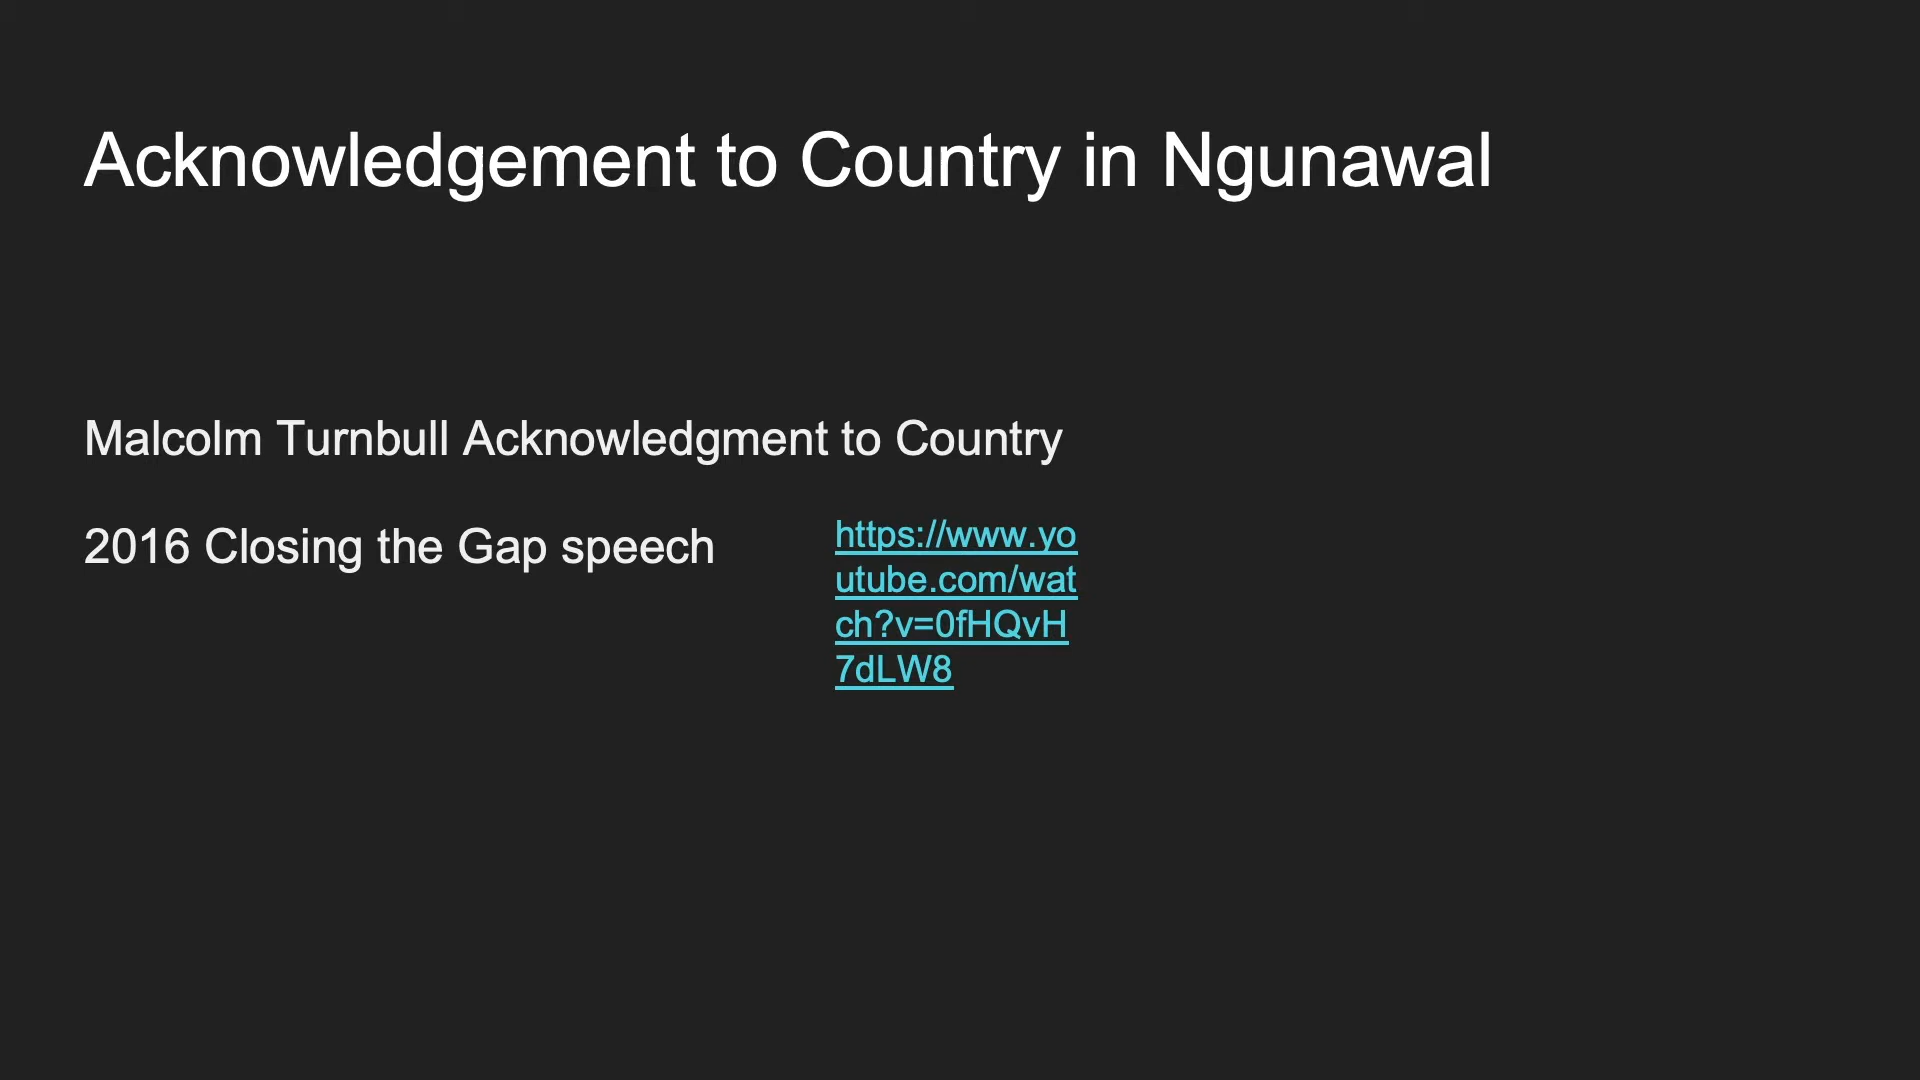 Acknowledgement to Country in Ngunawal
Malcolm Turnbull Acknowledgment to Country
2016 Closing the Gap speech
https://www.yo
utube.com/wat
ch?v=0fHQvH
7dLW8